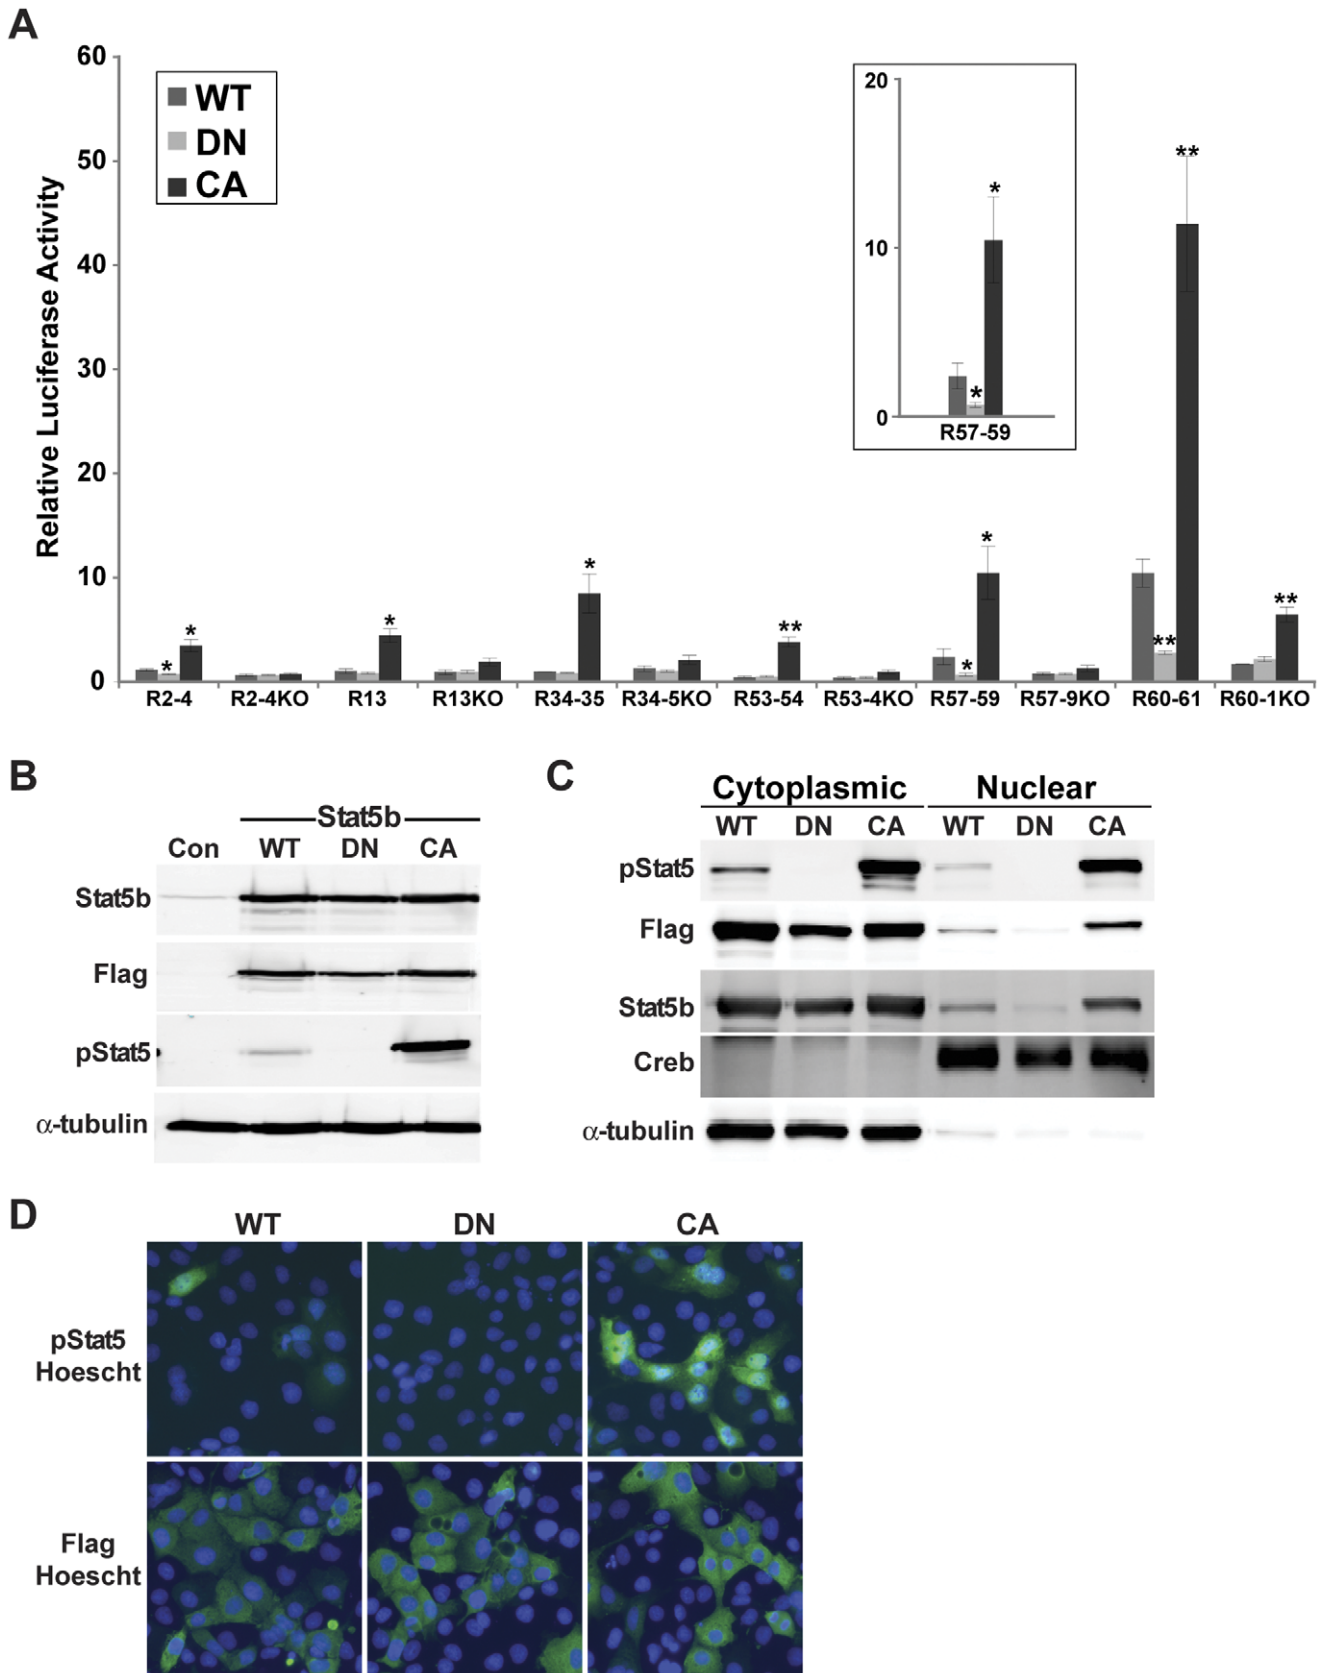 A
60
50
40
30
20
10
0
Relative Luciferase Activity
WT
DN
CA
20
10
0
*
*
R57-59
* *
*
*
**
* *
** **
**
R2-4 R2-4KO R13 R13KO R34-35 R34-5KO R53-54 R53-4KO R57-59 R57-9KO R60-61 R60-1KO
B
Stat5b
Con WT DN CA
Stat5b
Flag
pStat5
α-tubulin
C
Cytoplasmic Nuclear
WT DN CA WT DN CA
pStat5
Flag
Stat5b
Creb
α-tubulin
D
WT DN CA
pStat5
Hoescht
Flag
Hoescht